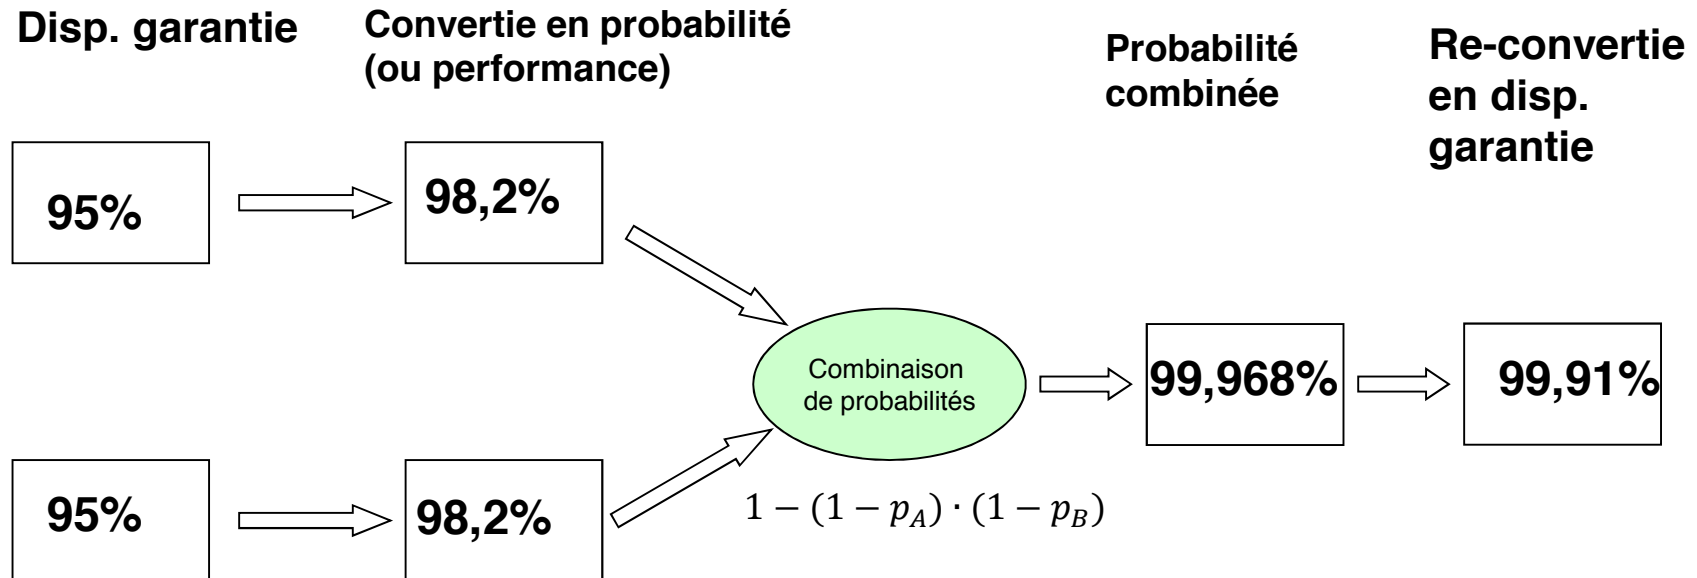 Disp. garantie
Convertie en probabilité
(ou performance)
Probabilité
combinée
Re-convertie
en disp.
garantie
95%
98,2%
Combinaison
de probabilités
99,968%
99,91%
95%
98,2%
1 − (1 − p_A) · (1 − p_B)